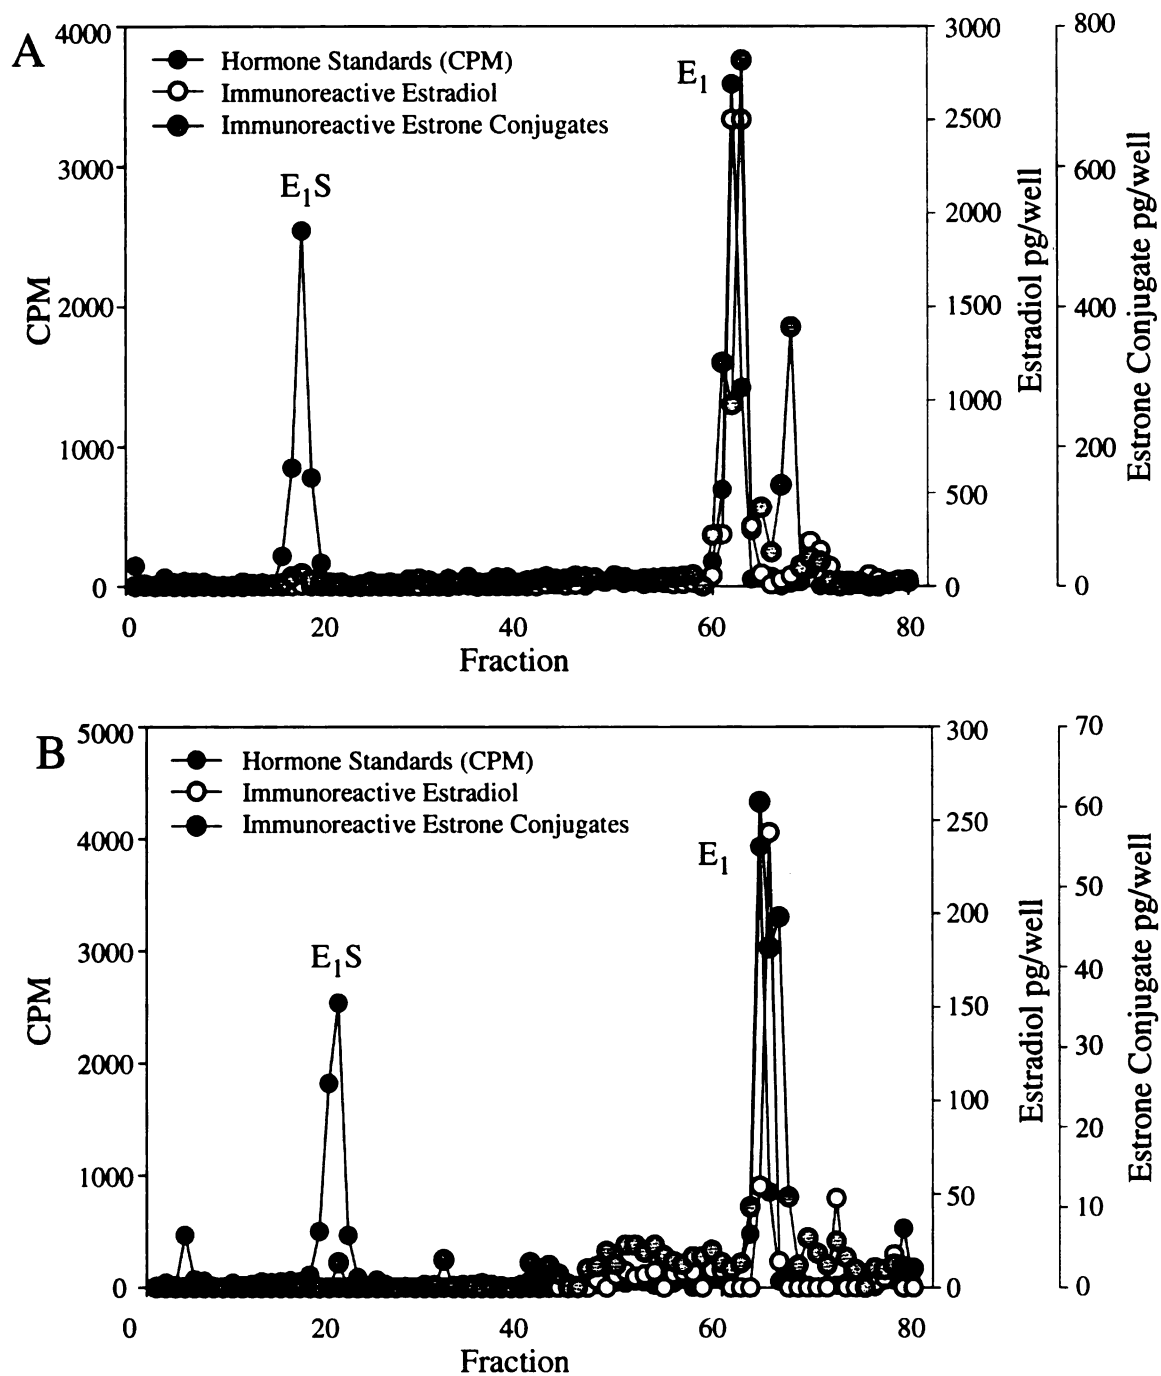 A
4000
3000
2000
1000
0
CPM
Hormone Standards (CPM)
Immunoreactive Estradiol
Immunoreactive Estrone Conjugates
E1S
E1
3000
2500
2000
1500
1000
500
0
Estradiol pg/well
800
600
400
200
0
Estrone Conjugate pg/well
0 20 40 60 80
Fraction
B
5000
4000
3000
2000
1000
0
CPM
Hormone Standards (CPM)
Immunoreactive Estradiol
Immunoreactive Estrone Conjugates
E1S
E1
300
250
200
150
100
50
0
Estradiol pg/well
70
60
50
40
30
20
10
0
Estrone Conjugate pg/well
0 20 40 60 80
Fraction